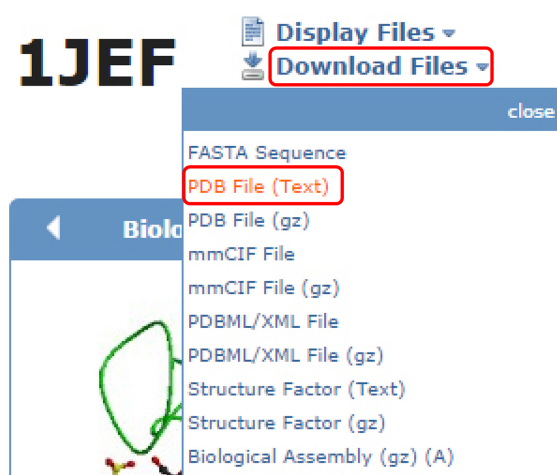 1JEF
Display Files
Download Files
close
FASTA Sequence
PDB File (Text)
PDB File (gz)
mmCIF File
mmCIF File (gz)
PDBML/XML File
PDBML/XML File (gz)
Structure Factor (Text)
Structure Factor (gz)
Biological Assembly (gz) (A)